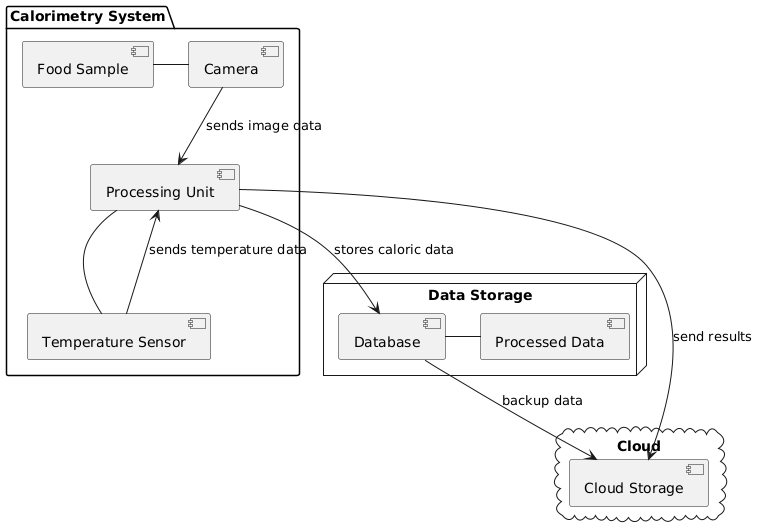 Calorimetry System
Food Sample
Camera
sends image data
Processing Unit
sends temperature data
stores caloric data
Data Storage
Temperature Sensor
Database
Processed Data
send results
backup data
Cloud
Cloud Storage